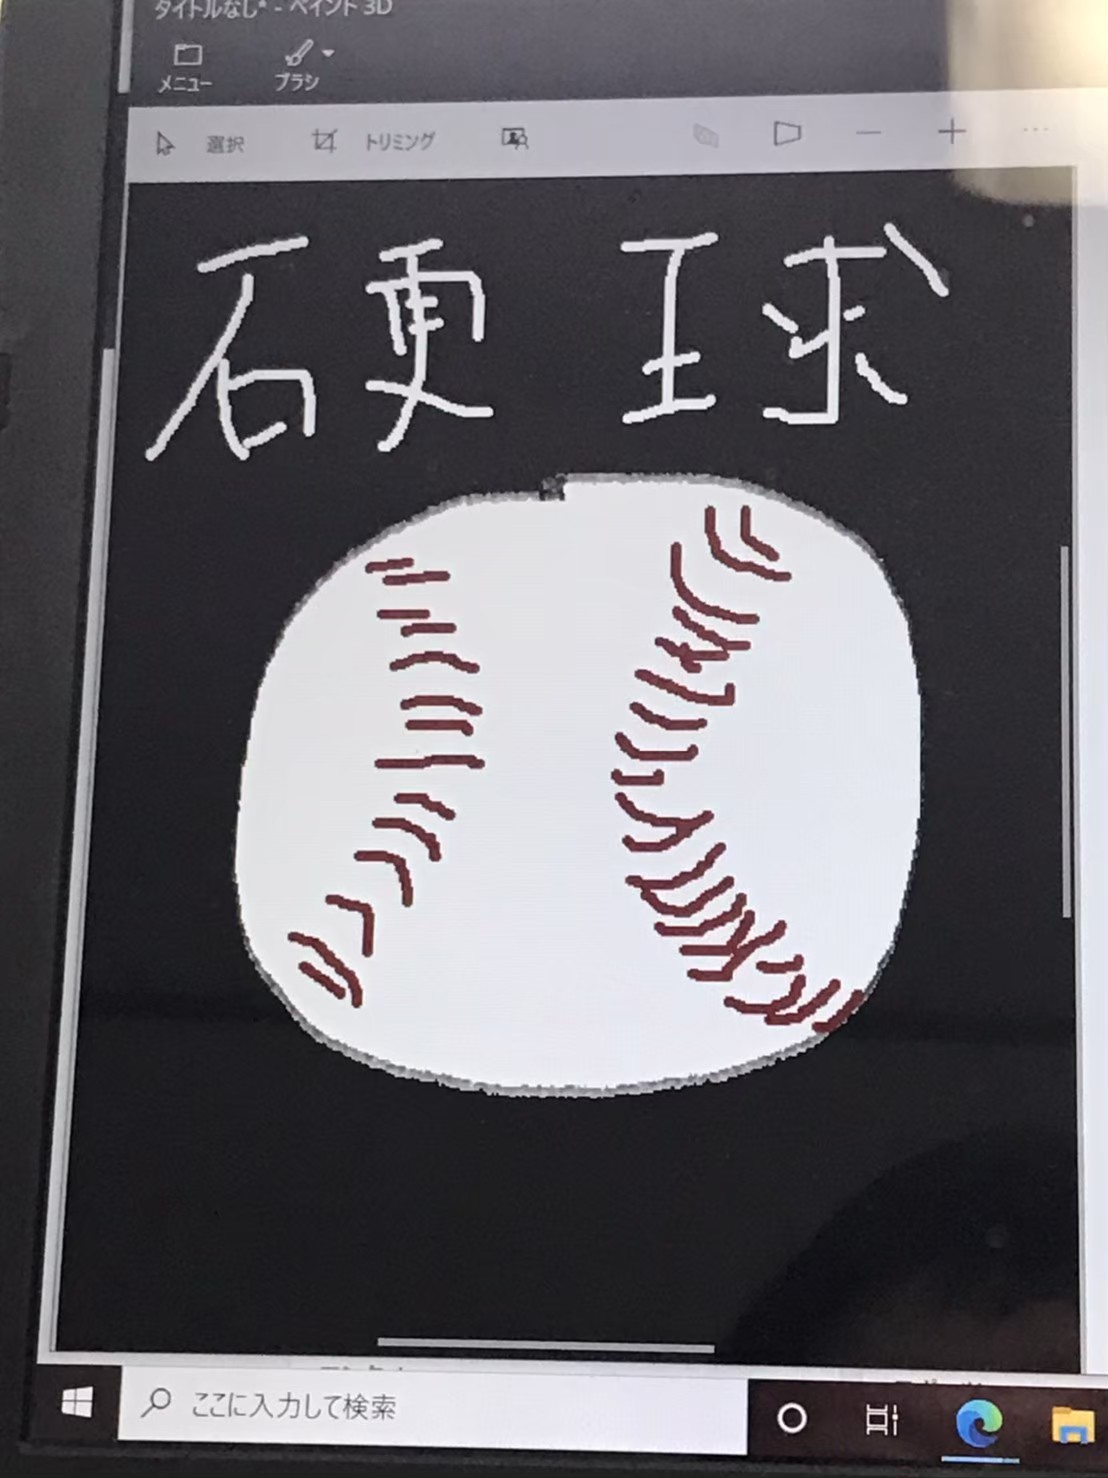 タイトルなし* - ペイント 3D
メニュー
ブラシ
選択
トリミング
硬球
ここに入力して検索